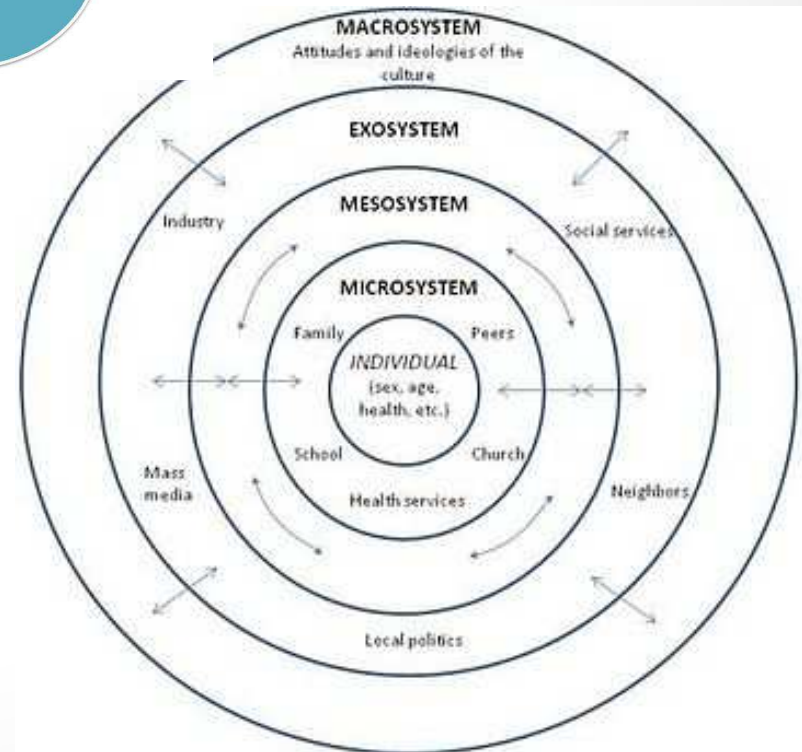 MACROSYSTEM
Attitudes and ideologies of the
culture
EXOSYSTEM
MESOSYSTEM
Industry
Social services
MICROSYSTEM
Family
Peers
INDIVIDUAL
(sex, age,
health, etc.)
School
Church
Mass
media
Health services
Neighbors
Local politics